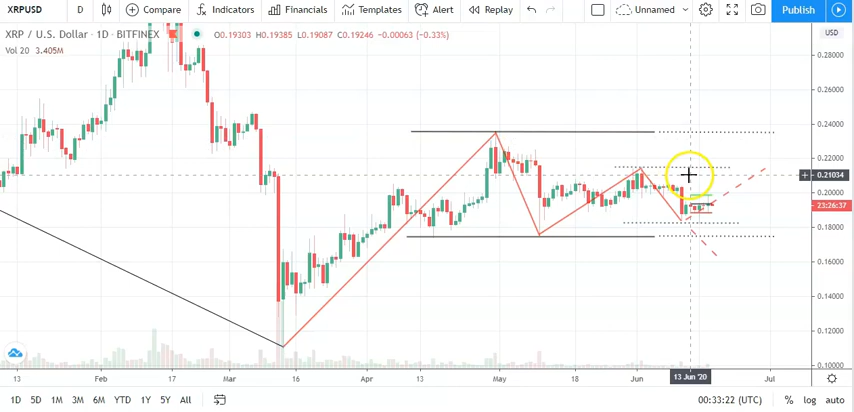 XRPUSD D Compare Indicators Financials Templates Alert Replay Unnamed Publish
XRP / U.S. Dollar · 1D · BITFINEX O0.19303 H0.19385 L0.19087 C0.19246 −0.00063 (−0.33%) USD
Vol 20 3.405M
0.28000
0.26000
0.24000
0.22000
0.21034
0.20000
23:26:37
0.18000
0.16000
0.14000
0.12000
0.10000
13 Feb 17 Mar 16 Apr 13 May 18 Jun 13 Jun '20 Jul
1D 5D 1M 3M 6M YTD 1Y 5Y All 00:33:22 (UTC) % log auto